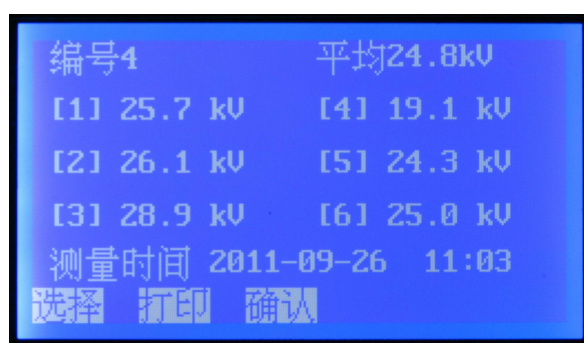 编号4 平均24.8kV
[1] 25.7 kV [4] 19.1 kV
[2] 26.1 kV [5] 24.3 kV
[3] 28.9 kV [6] 25.0 kV
测量时间 2011-09-26 11:03
选择 打印 确认